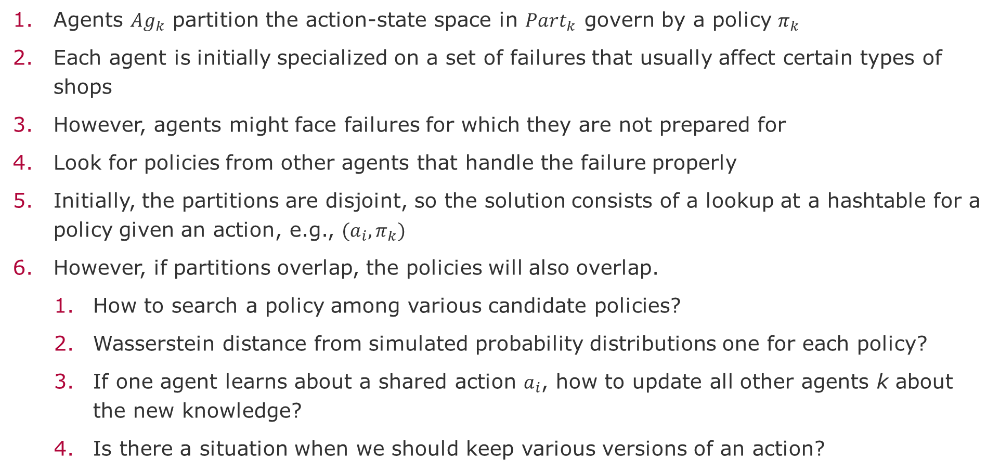 1. Agents Ag_k partition the action-state space in Part_k govern by a policy π_k
2. Each agent is initially specialized on a set of failures that usually affect certain types of
shops
3. However, agents might face failures for which they are not prepared for
4. Look for policies from other agents that handle the failure properly
5. Initially, the partitions are disjoint, so the solution consists of a lookup at a hashtable for a
policy given an action, e.g., (a_i, π_k)
6. However, if partitions overlap, the policies will also overlap.
1. How to search a policy among various candidate policies?
2. Wasserstein distance from simulated probability distributions one for each policy?
3. If one agent learns about a shared action a_i, how to update all other agents k about
the new knowledge?
4. Is there a situation when we should keep various versions of an action?